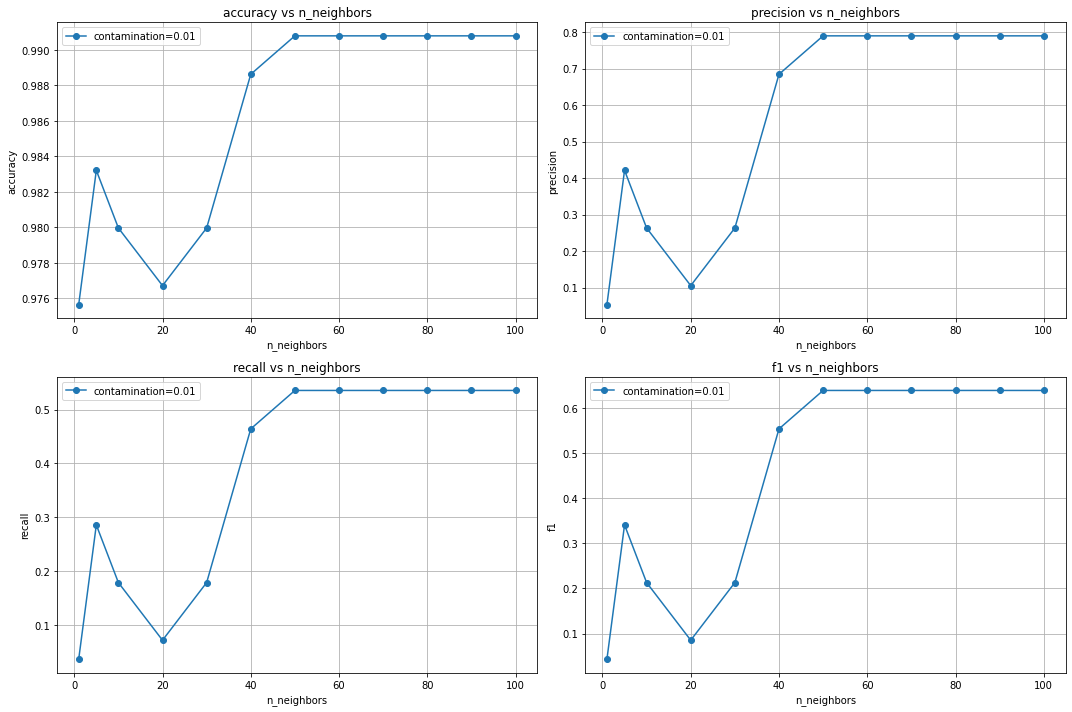 accuracy vs n_neighbors
contamination=0.01
0.990
0.988
0.986
0.984
0.982
0.980
0.978
0.976
accuracy
0 20 40 60 80 100
n_neighbors
precision vs n_neighbors
contamination=0.01
0.8
0.7
0.6
0.5
0.4
0.3
0.2
0.1
precision
0 20 40 60 80 100
n_neighbors
recall vs n_neighbors
contamination=0.01
0.5
0.4
0.3
0.2
0.1
recall
0 20 40 60 80 100
n_neighbors
f1 vs n_neighbors
contamination=0.01
0.6
0.5
0.4
0.3
0.2
0.1
f1
0 20 40 60 80 100
n_neighbors